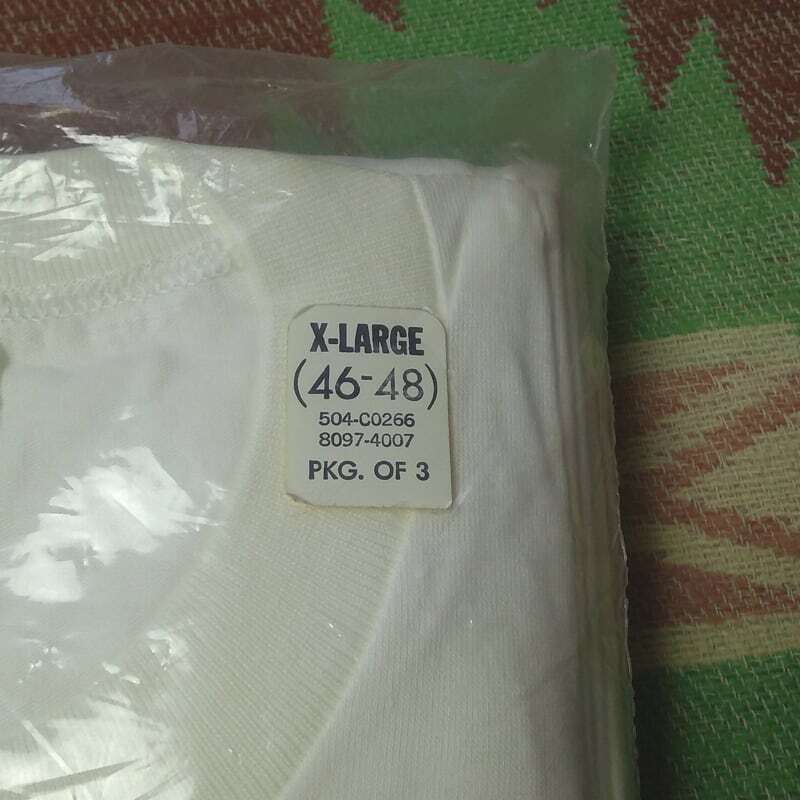 X-LARGE
(46-48)
504-C0266
8097-4007
PKG. OF 3